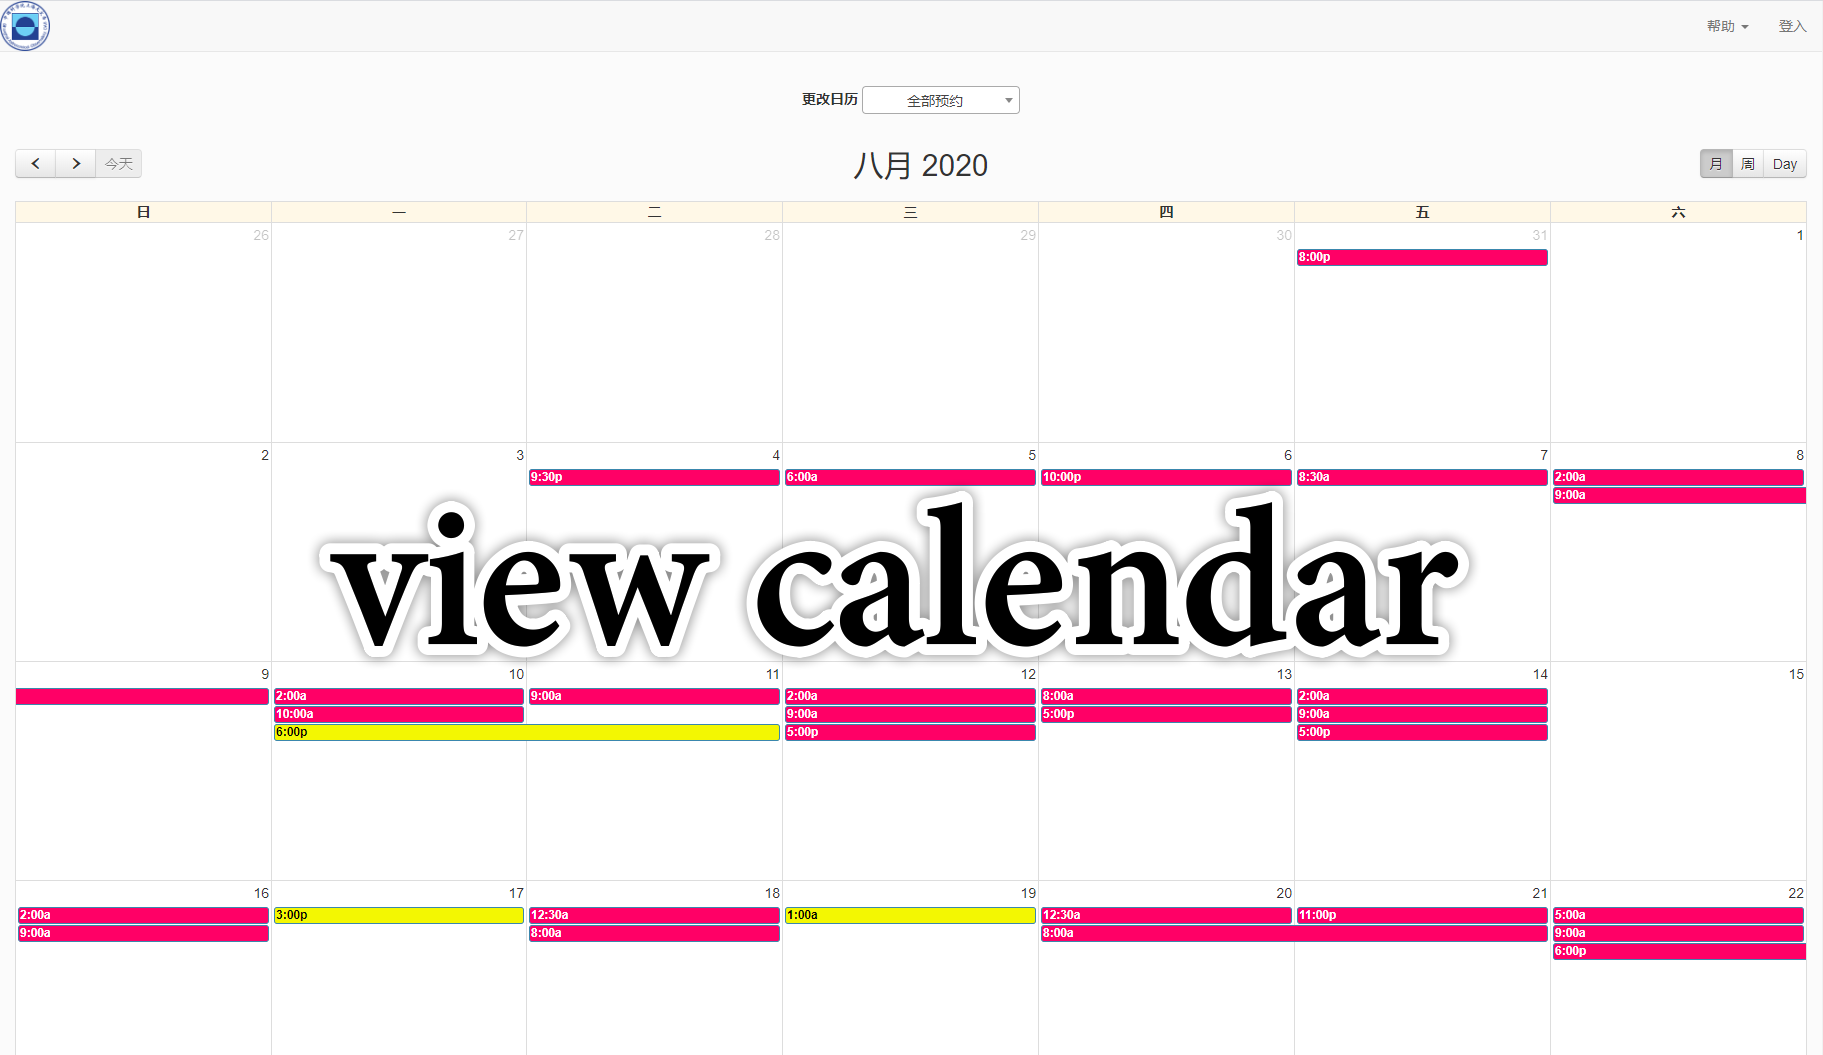 帮助 登入
更改日历 全部预约
今天 八月 2020 月 周 Day
日 一 二 三 四 五 六
26 27 28 29 30 31 1
8:00p
2 3 4 5 6 7 8
9:30p 6:00a 10:00p 8:30a 2:00a
9:00a
view calendar
9 10 11 12 13 14 15
2:00a 9:00a 2:00a 8:00a 2:00a
10:00a 9:00a 5:00p 9:00a
6:00p 5:00p 5:00p
16 17 18 19 20 21 22
2:00a 3:00p 12:30a 1:00a 12:30a 11:00p 5:00a
9:00a 8:00a 8:00a 9:00a
6:00p